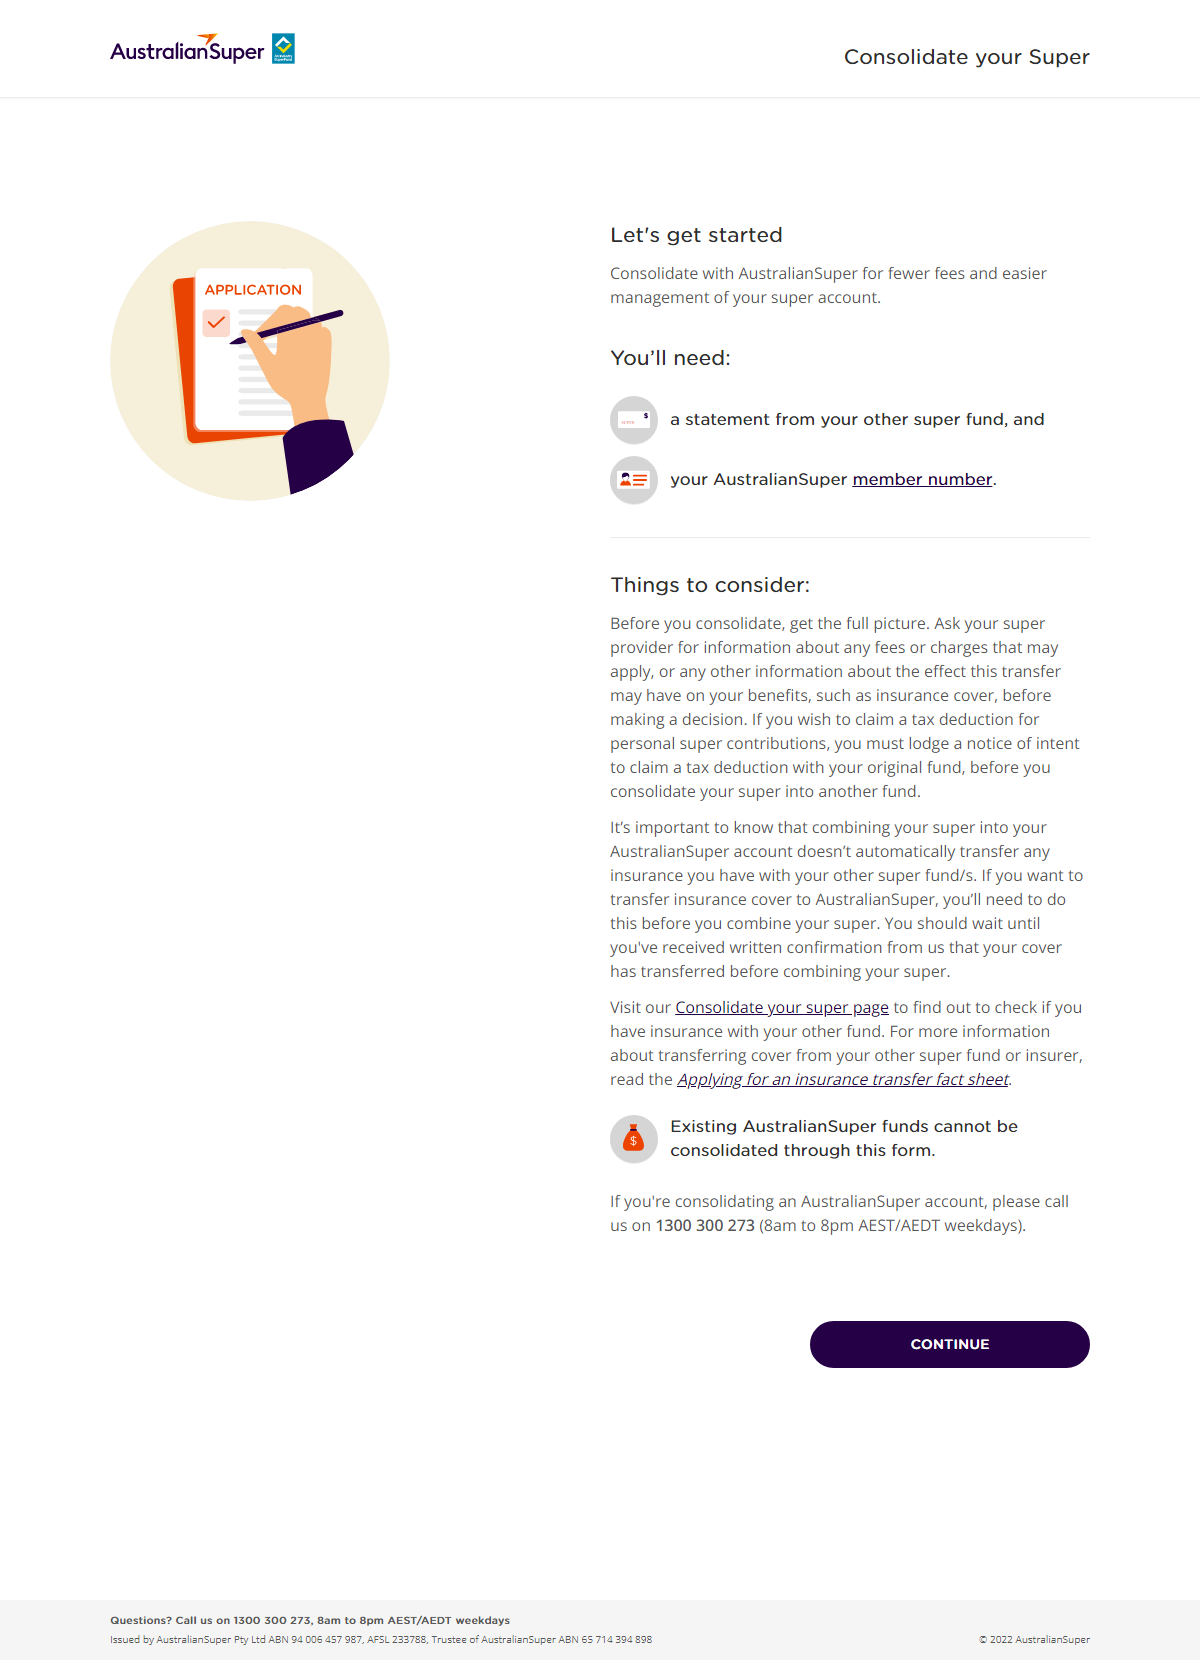 AustralianSuper
Consolidate your Super
APPLICATION
Let's get started
Consolidate with AustralianSuper for fewer fees and easier
management of your super account.
You’ll need:
$
a statement from your other super fund, and
your AustralianSuper member number.
Things to consider:
Before you consolidate, get the full picture. Ask your super
provider for information about any fees or charges that may
apply, or any other information about the effect this transfer
may have on your benefits, such as insurance cover, before
making a decision. If you wish to claim a tax deduction for
personal super contributions, you must lodge a notice of intent
to claim a tax deduction with your original fund, before you
consolidate your super into another fund.
It’s important to know that combining your super into your
AustralianSuper account doesn’t automatically transfer any
insurance you have with your other super fund/s. If you want to
transfer insurance cover to AustralianSuper, you’ll need to do
this before you combine your super. You should wait until
you've received written confirmation from us that your cover
has transferred before combining your super.
Visit our Consolidate your super page to find out to check if you
have insurance with your other fund. For more information
about transferring cover from your other super fund or insurer,
read the Applying for an insurance transfer fact sheet.
$
Existing AustralianSuper funds cannot be
consolidated through this form.
If you're consolidating an AustralianSuper account, please call
us on 1300 300 273 (8am to 8pm AEST/AEDT weekdays).
CONTINUE
Questions? Call us on 1300 300 273, 8am to 8pm AEST/AEDT weekdays
Issued by AustralianSuper Pty Ltd ABN 94 006 457 987, AFSL 233788, Trustee of AustralianSuper ABN 65 714 394 898
© 2022 AustralianSuper